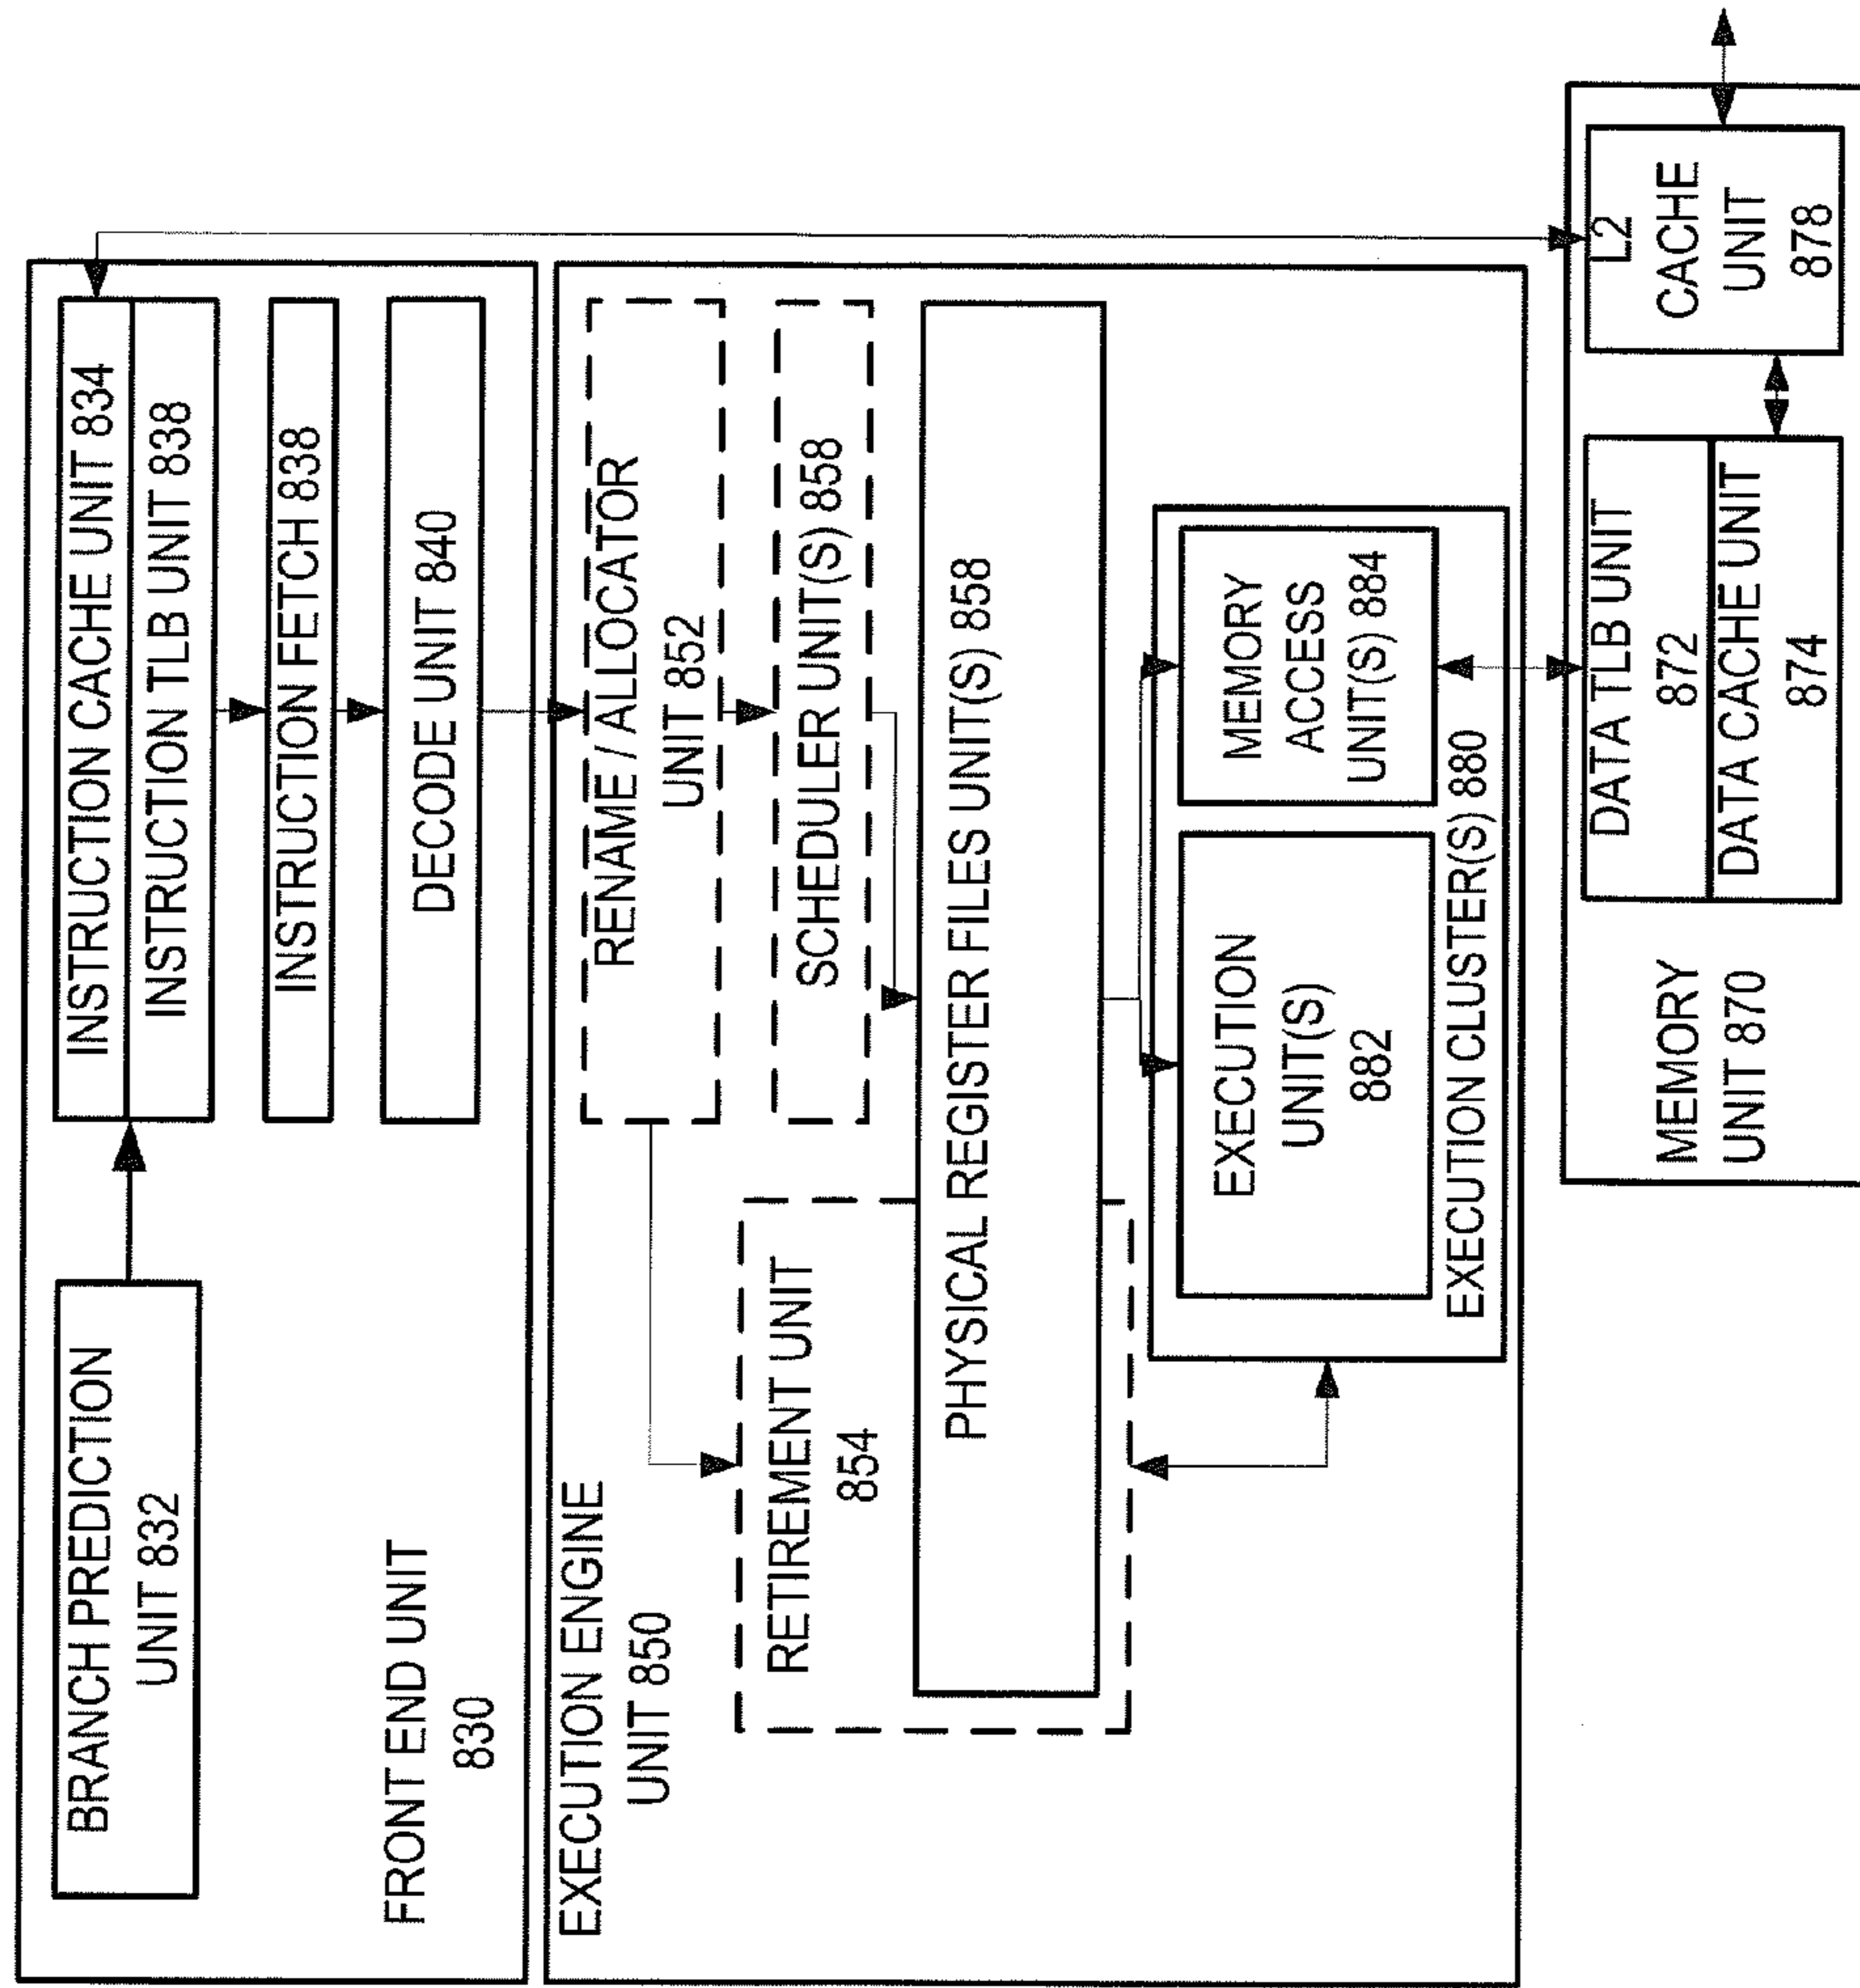 BRANCH PREDICTION
UNIT 832
INSTRUCTION CACHE UNIT 834
INSTRUCTION TLB UNIT 838
INSTRUCTION FETCH 838
DECODE UNIT 840
FRONT END UNIT
830
EXECUTION ENGINE
UNIT 850
RENAME / ALLOCATOR
UNIT 852
SCHEDULER UNIT(S) 858
RETIREMENT UNIT
854
PHYSICAL REGISTER FILES UNIT(S) 858
EXECUTION
UNIT(S)
882
MEMORY
ACCESS
UNIT(S) 884
EXECUTION CLUSTER(S) 880
MEMORY
UNIT 870
DATA TLB UNIT
872
DATA CACHE UNIT
874
L2
CACHE
UNIT
878